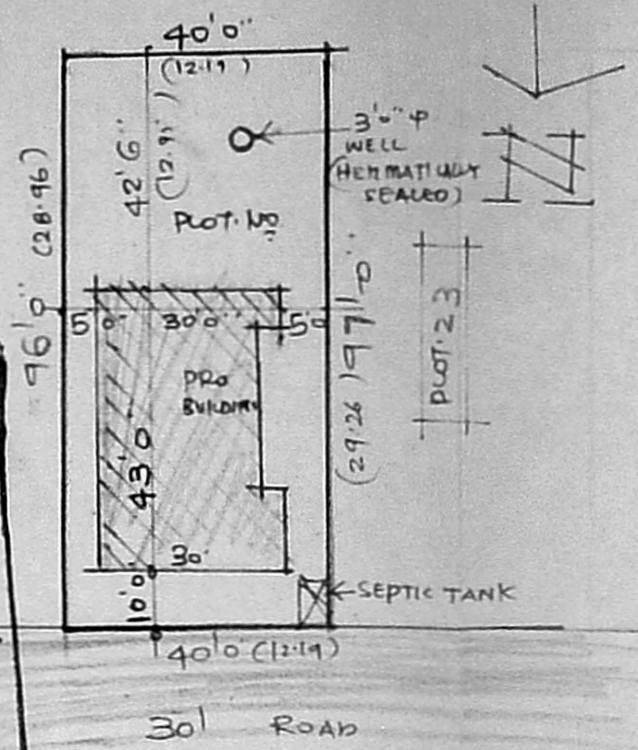 40'0"
(12.19)
3'0" φ
WELL
(HERMATICALLY
SEALED)
42'6"
(12.95)
PLOT. NO
96'0" (28.96)
5'0 30'0" 5'0
(29.26) 97'0"
PLOT. 23
PRO
BUILDING
43'0
30'
10'0"
SEPTIC TANK
40'0" (12.19)
30' ROAD